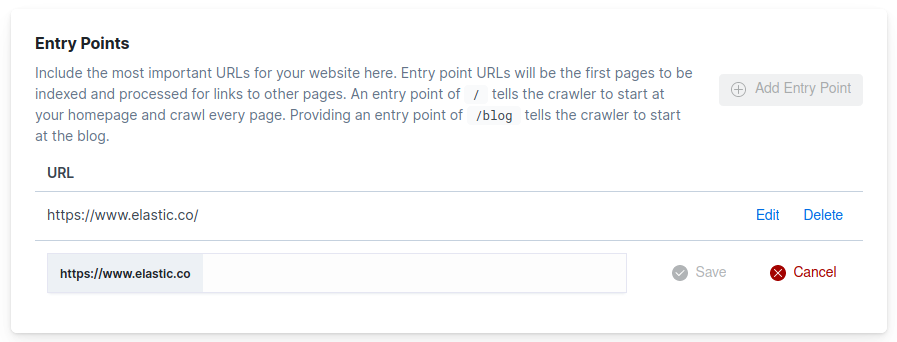 Entry Points
Include the most important URLs for your website here. Entry point URLs will be the first pages to be
indexed and processed for links to other pages. An entry point of / tells the crawler to start at
your homepage and crawl every page. Providing an entry point of /blog tells the crawler to start
at the blog.
Add Entry Point
URL
https://www.elastic.co/ Edit Delete
https://www.elastic.co Save Cancel